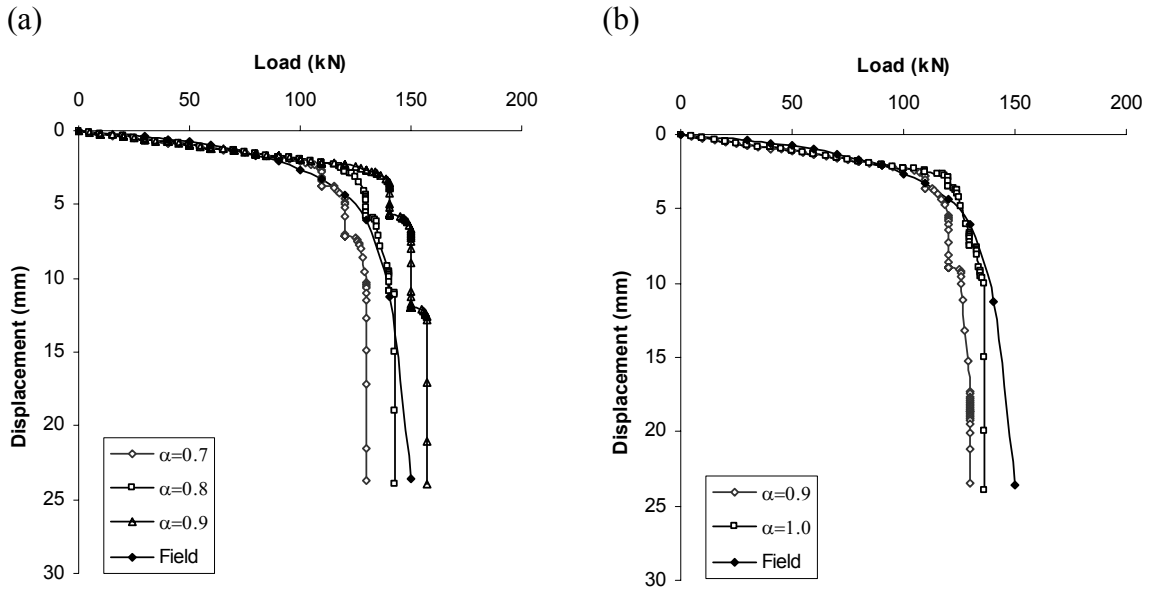 (a)
Load (kN)
0 50 100 150 200
0
5
10
15
20
25
30
Displacement (mm)
α=0.7
α=0.8
α=0.9
Field
(b)
Load (kN)
0 50 100 150 200
0
5
10
15
20
25
30
Displacement (mm)
α=0.9
α=1.0
Field